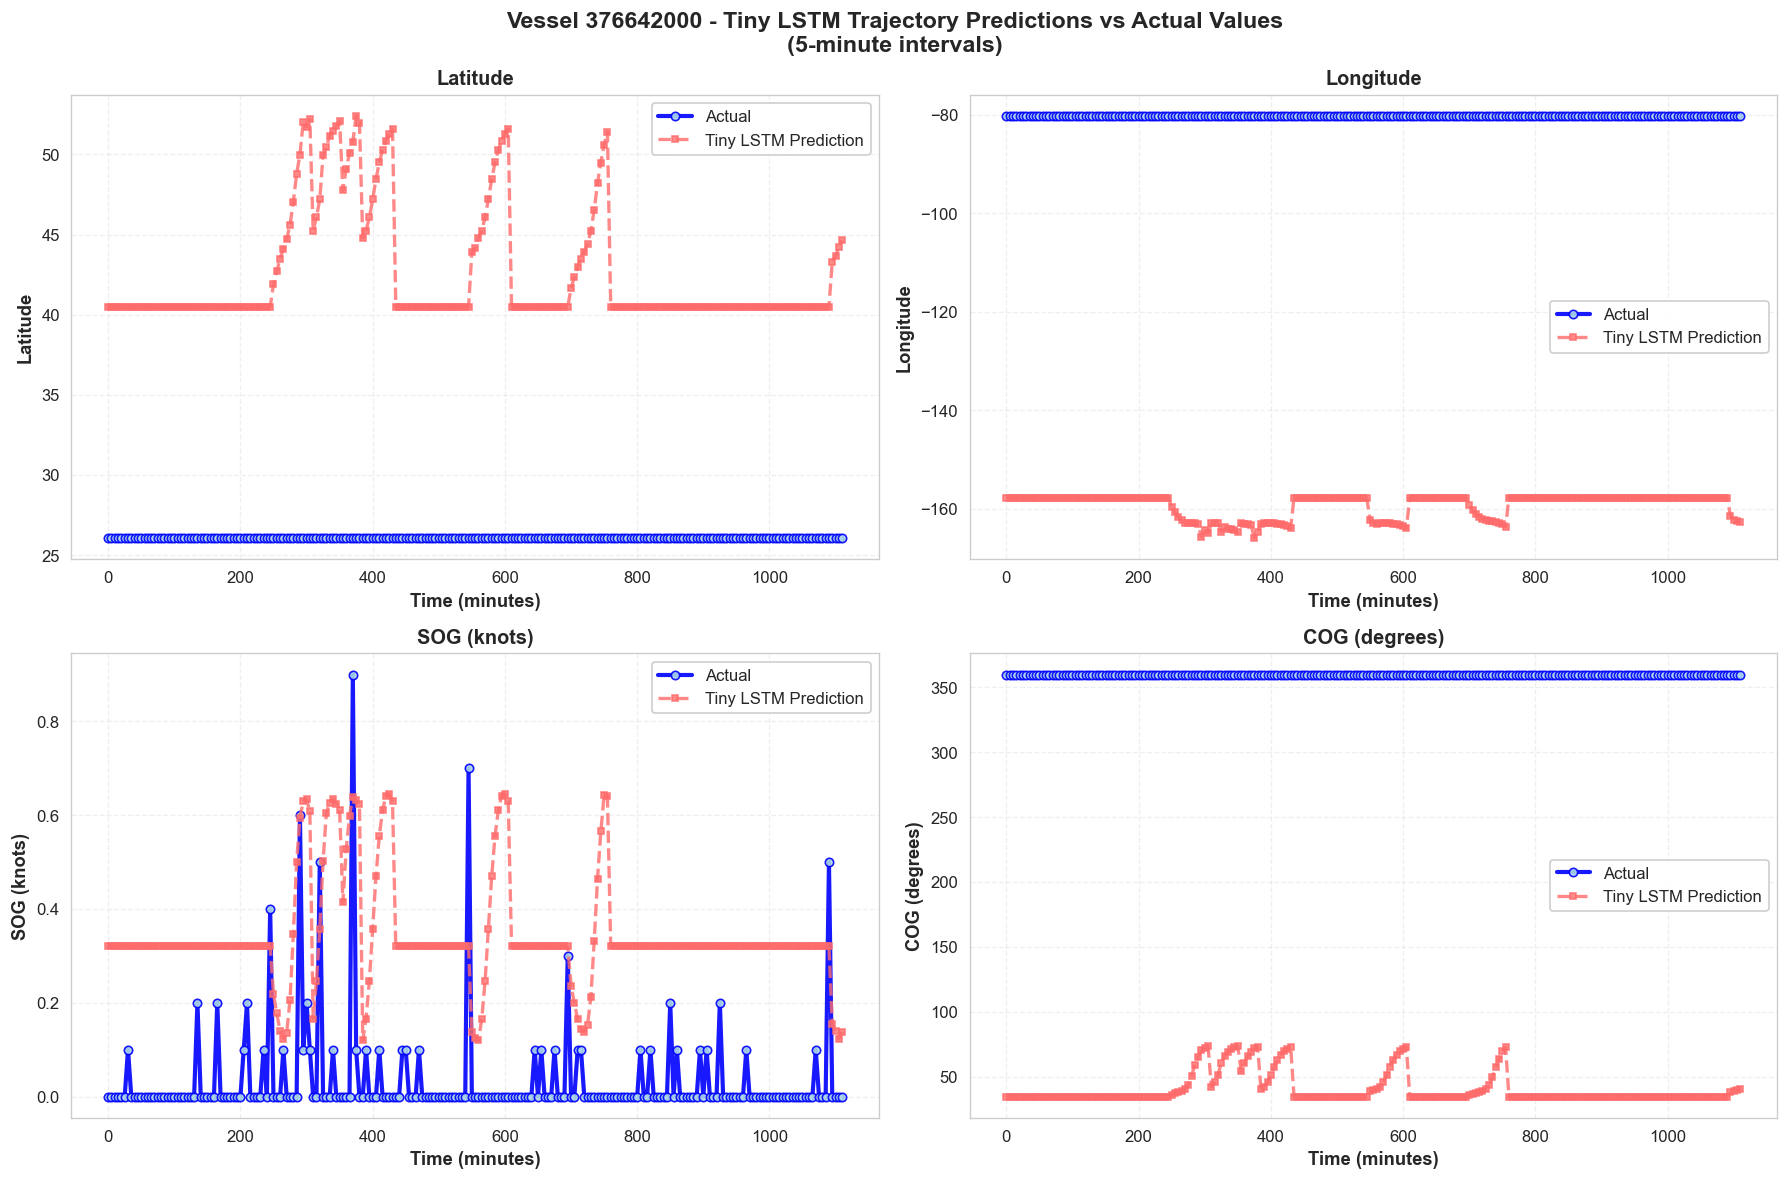 Vessel 376642000 - Tiny LSTM Trajectory Predictions vs Actual Values
(5-minute intervals)
Latitude
Actual
Tiny LSTM Prediction
50
45
40
35
30
25
Latitude
0 200 400 600 800 1000
Time (minutes)
Longitude
Actual
Tiny LSTM Prediction
−80
−100
−120
−140
−160
Longitude
0 200 400 600 800 1000
Time (minutes)
SOG (knots)
Actual
Tiny LSTM Prediction
0.8
0.6
0.4
0.2
0.0
SOG (knots)
0 200 400 600 800 1000
Time (minutes)
COG (degrees)
Actual
Tiny LSTM Prediction
350
300
250
200
150
100
50
COG (degrees)
0 200 400 600 800 1000
Time (minutes)